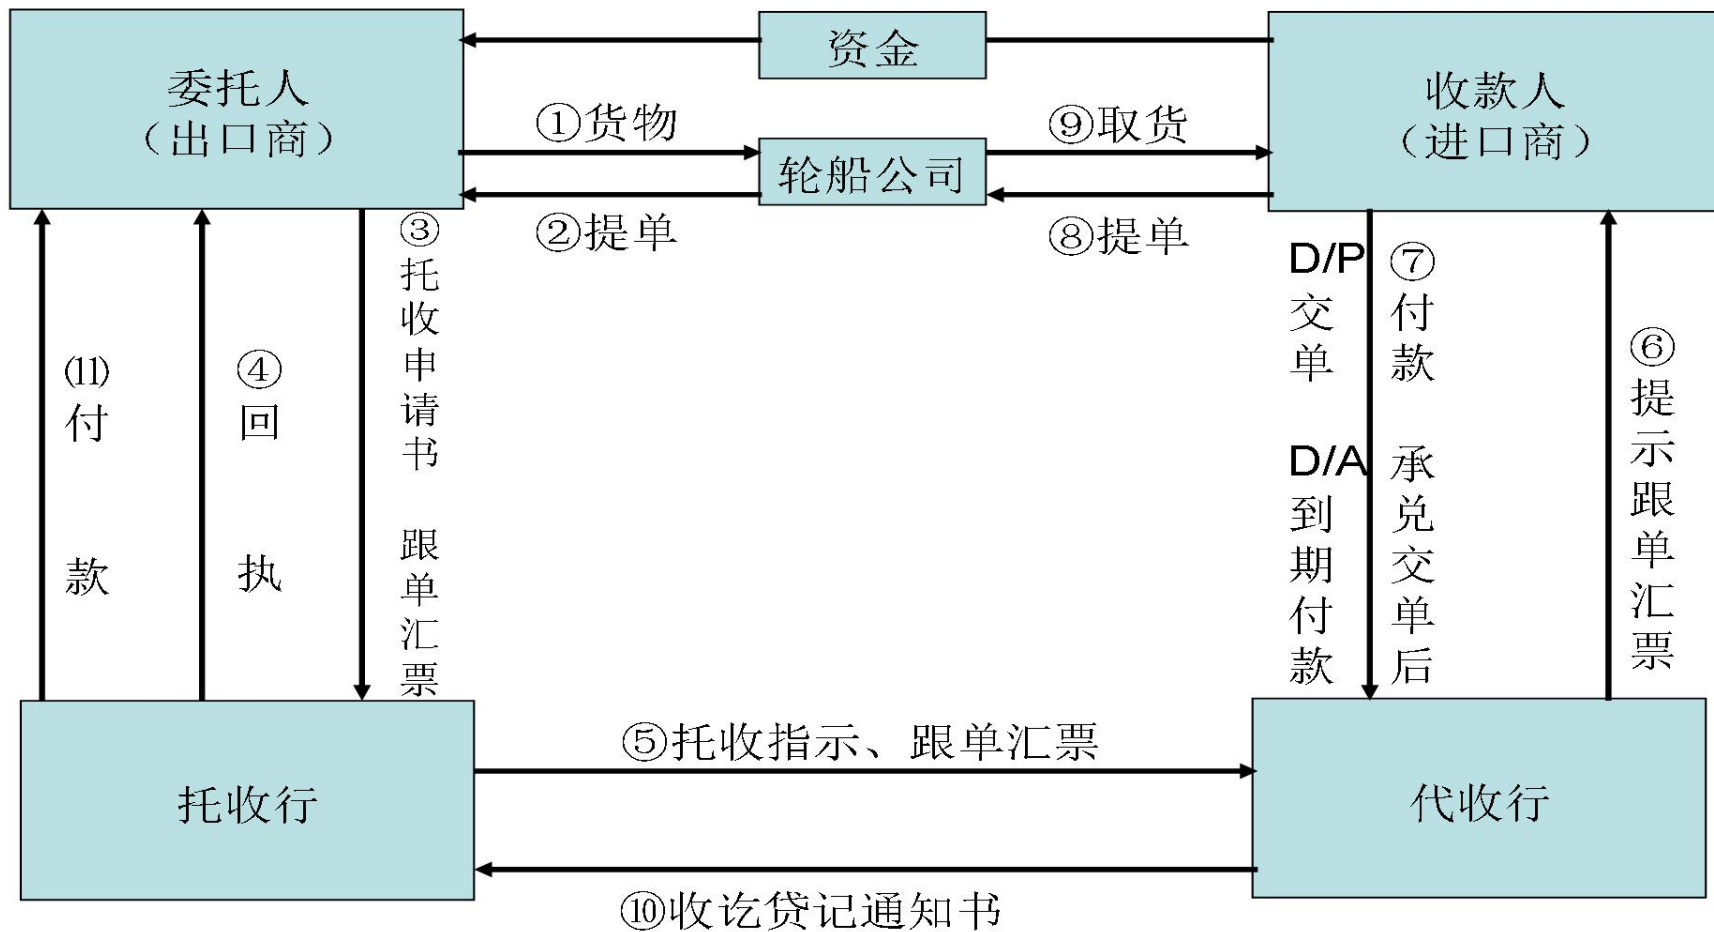 委托人
（出口商）
资金
收款人
（进口商）
①货物
⑨取货
轮船公司
②提单
⑧提单
③托收申请书 跟单汇票
④回执
⑾付款
D/P交单
⑦付款
D/A到期付款
承兑交单后
⑥提示跟单汇票
⑤托收指示、跟单汇票
托收行
代收行
⑩收讫贷记通知书